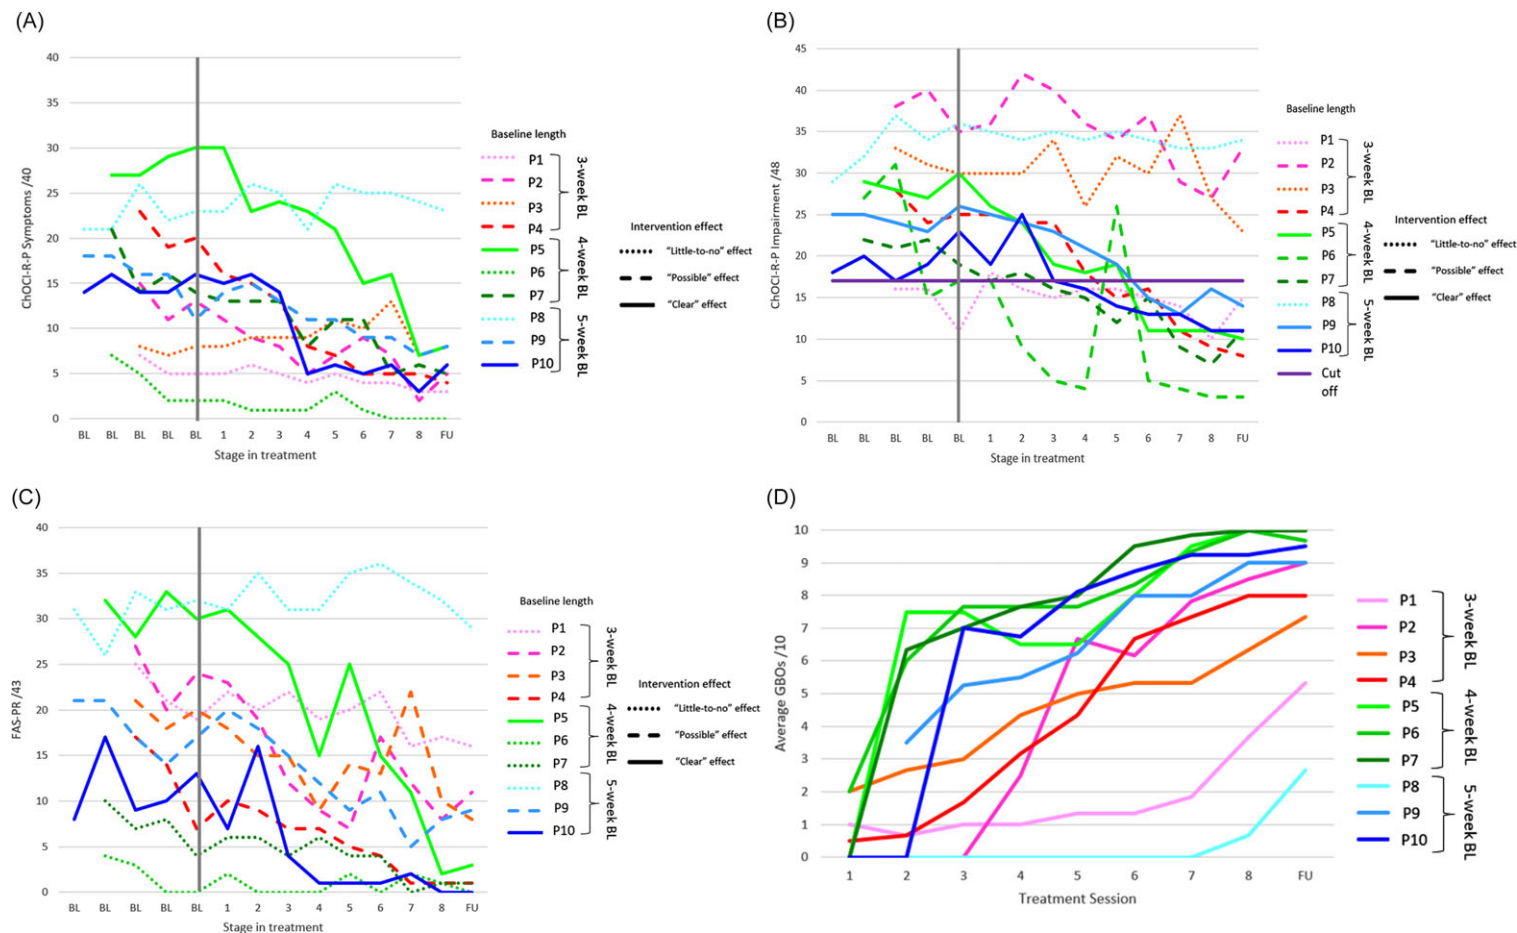 (A)
ChOCI-R-P Symptoms /40
40
35
30
25
20
15
10
5
0
BL BL BL BL BL 1 2 3 4 5 6 7 8 FU
Stage in treatment
Baseline length
P1
P2
P3
P4
P5
P6
P7
P8
P9
P10
3-week BL
4-week BL
5-week BL
Intervention effect
"Little-to-no" effect
"Possible" effect
"Clear" effect
(B)
ChOCI-R-P Impairment /48
45
40
35
30
25
20
15
10
5
0
BL BL BL BL BL 1 2 3 4 5 6 7 8 FU
Stage in treatment
Baseline length
P1
P2
P3
P4
P5
P6
P7
P8
P9
P10
Cut
off
3-week BL
4-week BL
5-week BL
Intervention effect
"Little-to-no" effect
"Possible" effect
"Clear" effect
(C)
FAS-PR /43
40
35
30
25
20
15
10
5
0
BL BL BL BL BL 1 2 3 4 5 6 7 8 FU
Stage in treatment
Baseline length
P1
P2
P3
P4
P5
P6
P7
P8
P9
P10
3-week BL
4-week BL
5-week BL
Intervention effect
"Little-to-no" effect
"Possible" effect
"Clear" effect
(D)
Average GBOs /10
10
9
8
7
6
5
4
3
2
1
0
1 2 3 4 5 6 7 8 FU
Treatment Session
P1
P2
P3
P4
P5
P6
P7
P8
P9
P10
3-week BL
4-week BL
5-week BL